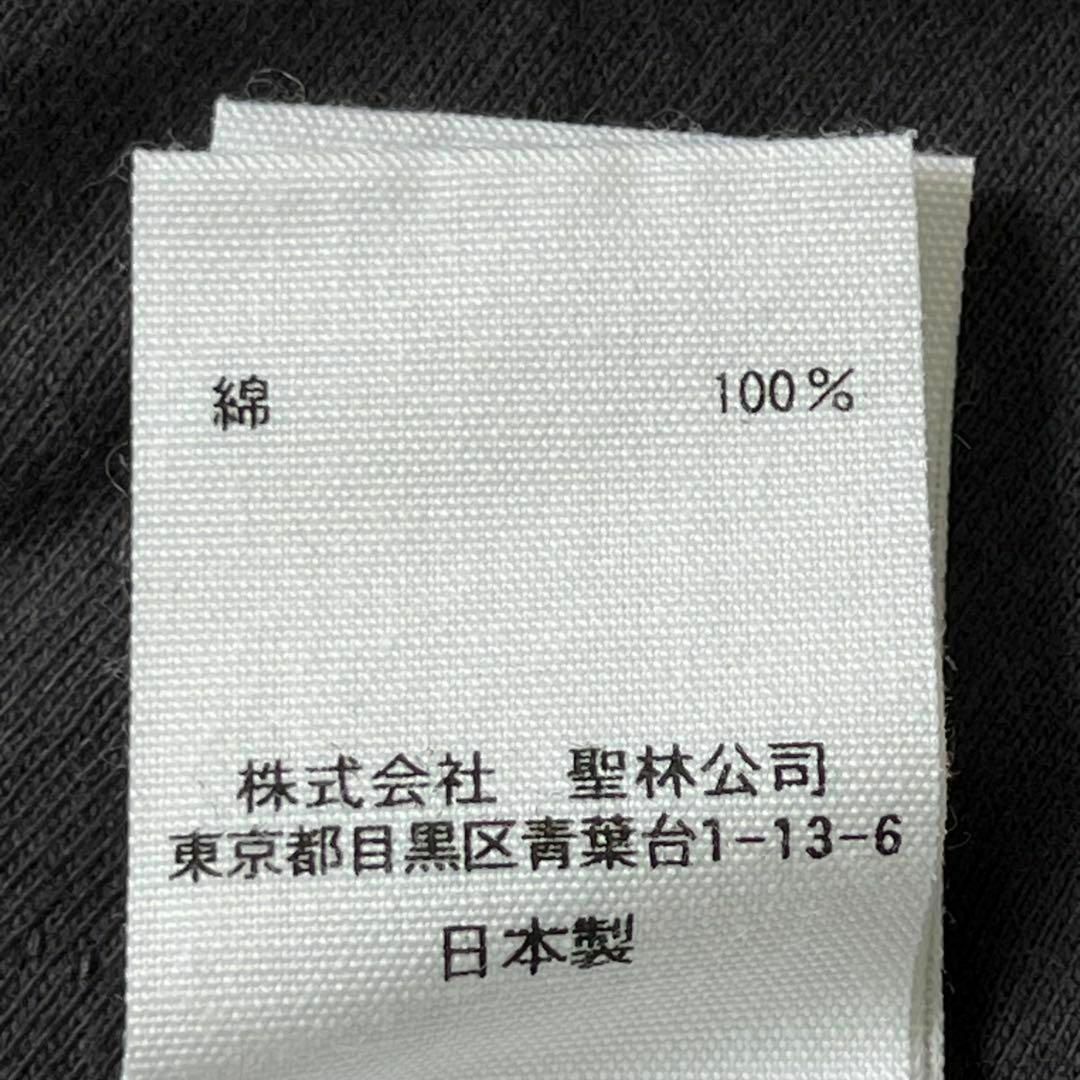 綿 100%
株式会社 聖林公司
東京都目黒区青葉台1-13-6
日本製